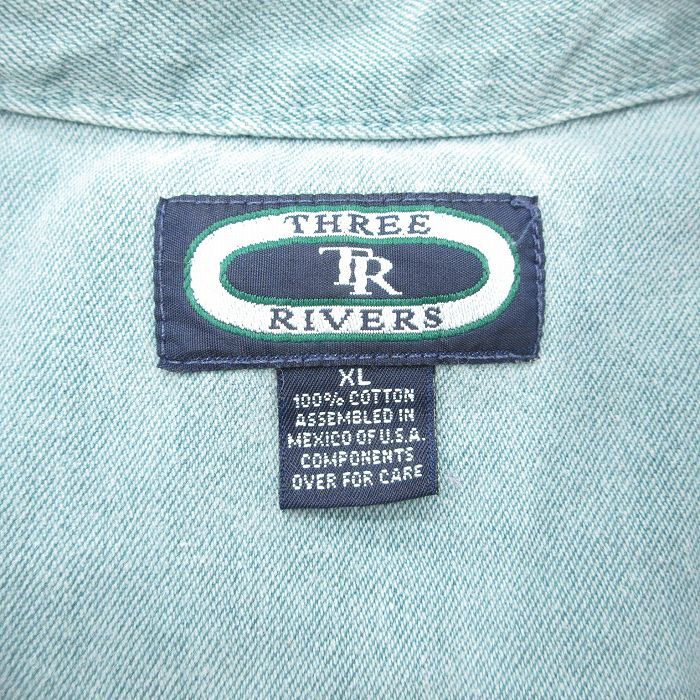 THREE
TR
RIVERS
XL
100% COTTON
ASSEMBLED IN
MEXICO OF U.S.A.
COMPONENTS
OVER FOR CARE